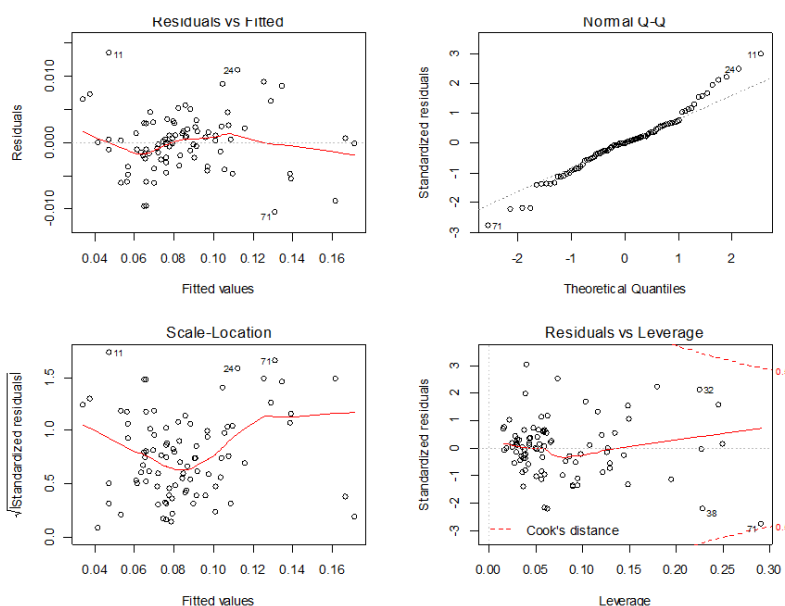 Residuals vs Fitted
Residuals
0.010
0.000
-0.010
11
24
71
0.04 0.06 0.08 0.10 0.12 0.14 0.16
Fitted values
Normal Q-Q
Standardized residuals
3
2
1
0
-1
-2
-3
11
24
71
-2 -1 0 1 2
Theoretical Quantiles
Scale-Location
√|Standardized residuals|
1.5
1.0
0.5
0.0
11
24
71
0.04 0.06 0.08 0.10 0.12 0.14 0.16
Fitted values
Residuals vs Leverage
Standardized residuals
3
2
1
0
-1
-2
-3
32
38
71
Cook's distance
0.00 0.05 0.10 0.15 0.20 0.25 0.30
Leverage